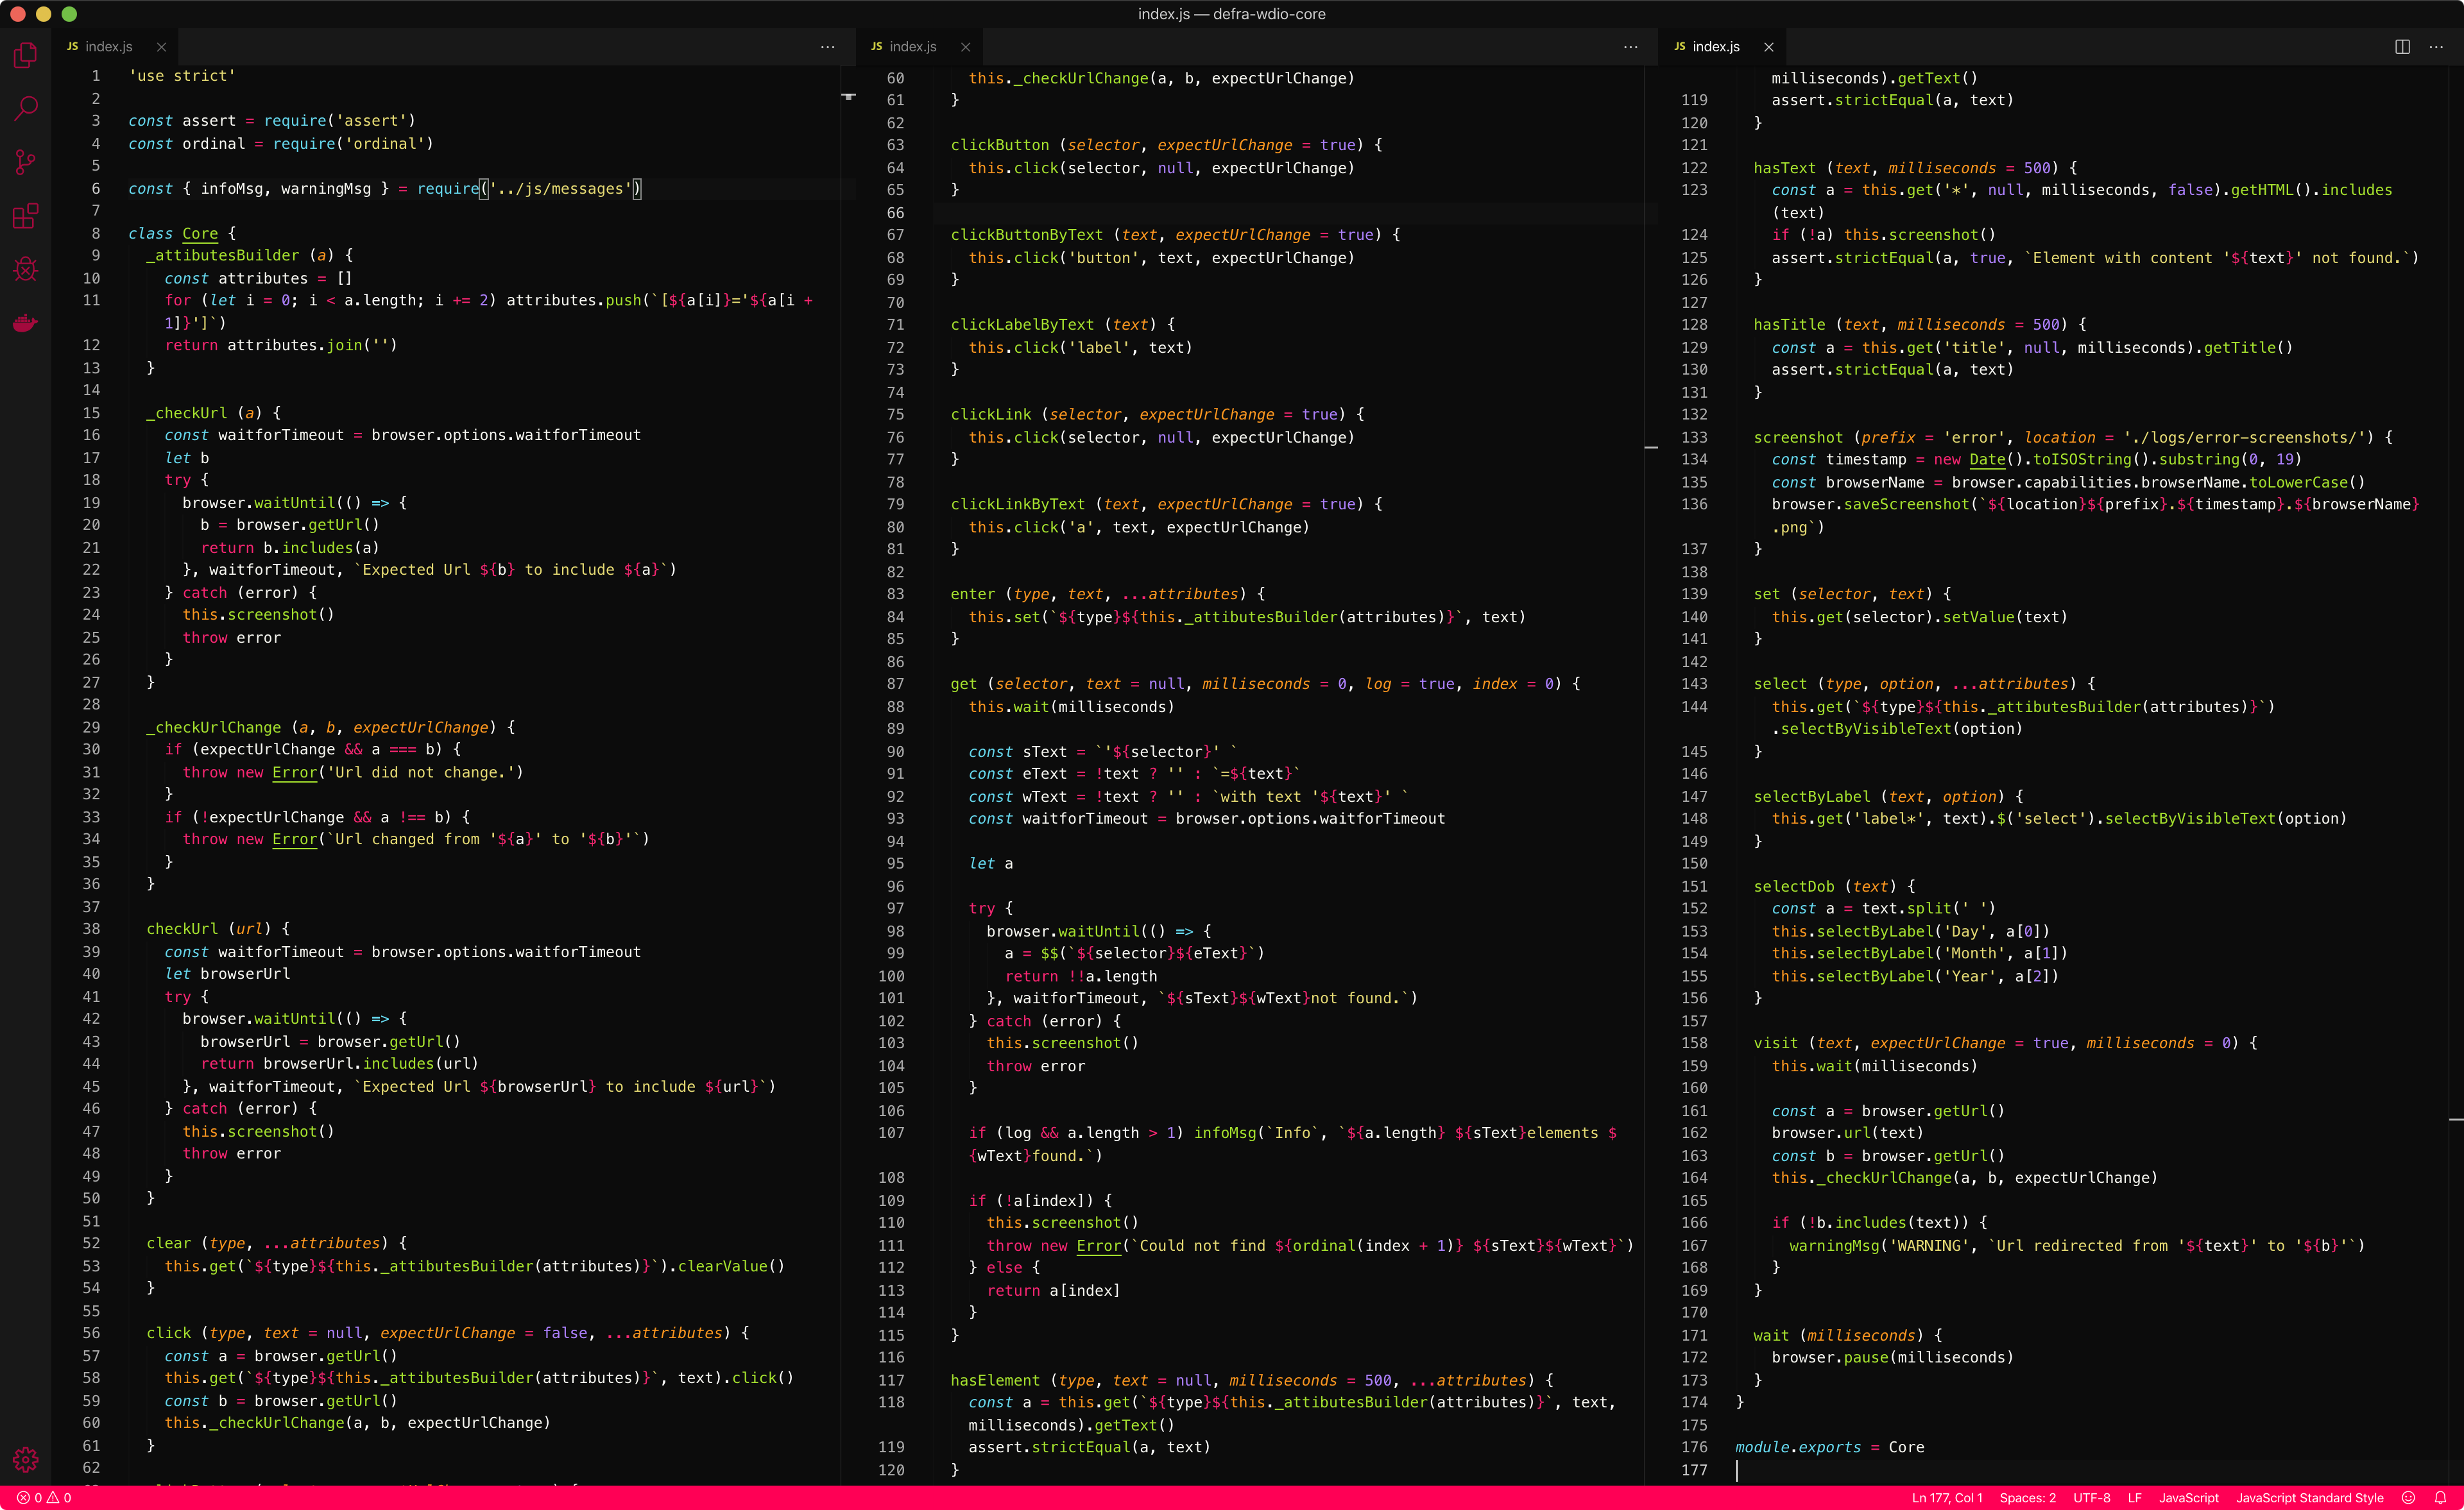 index.js — defra-wdio-core
JS index.js × ···
1 'use strict'
2
3 const assert = require('assert')
4 const ordinal = require('ordinal')
5
6 const { infoMsg, warningMsg } = require('../js/messages')
7
8 class Core {
9 _attibutesBuilder (a) {
10 const attributes = []
11 for (let i = 0; i < a.length; i += 2) attributes.push(`[${a[i]}='${a[i +
1]}']`)
12 return attributes.join('')
13 }
14
15 _checkUrl (a) {
16 const waitforTimeout = browser.options.waitforTimeout
17 let b
18 try {
19 browser.waitUntil(() => {
20 b = browser.getUrl()
21 return b.includes(a)
22 }, waitforTimeout, `Expected Url ${b} to include ${a}`)
23 } catch (error) {
24 this.screenshot()
25 throw error
26 }
27 }
28
29 _checkUrlChange (a, b, expectUrlChange) {
30 if (expectUrlChange && a === b) {
31 throw new Error('Url did not change.')
32 }
33 if (!expectUrlChange && a !== b) {
34 throw new Error(`Url changed from '${a}' to '${b}'`)
35 }
36 }
37
38 checkUrl (url) {
39 const waitforTimeout = browser.options.waitforTimeout
40 let browserUrl
41 try {
42 browser.waitUntil(() => {
43 browserUrl = browser.getUrl()
44 return browserUrl.includes(url)
45 }, waitforTimeout, `Expected Url ${browserUrl} to include ${url}`)
46 } catch (error) {
47 this.screenshot()
48 throw error
49 }
50 }
51
52 clear (type, ...attributes) {
53 this.get(`${type}${this._attibutesBuilder(attributes)}`).clearValue()
54 }
55
56 click (type, text = null, expectUrlChange = false, ...attributes) {
57 const a = browser.getUrl()
58 this.get(`${type}${this._attibutesBuilder(attributes)}`, text).click()
59 const b = browser.getUrl()
60 this._checkUrlChange(a, b, expectUrlChange)
61 }
62
JS index.js × ···
60 this._checkUrlChange(a, b, expectUrlChange)
61 }
62
63 clickButton (selector, expectUrlChange = true) {
64 this.click(selector, null, expectUrlChange)
65 }
66
67 clickButtonByText (text, expectUrlChange = true) {
68 this.click('button', text, expectUrlChange)
69 }
70
71 clickLabelByText (text) {
72 this.click('label', text)
73 }
74
75 clickLink (selector, expectUrlChange = true) {
76 this.click(selector, null, expectUrlChange)
77 }
78
79 clickLinkByText (text, expectUrlChange = true) {
80 this.click('a', text, expectUrlChange)
81 }
82
83 enter (type, text, ...attributes) {
84 this.set(`${type}${this._attibutesBuilder(attributes)}`, text)
85 }
86
87 get (selector, text = null, milliseconds = 0, log = true, index = 0) {
88 this.wait(milliseconds)
89
90 const sText = `'${selector}' `
91 const eText = !text ? '' : `=${text}`
92 const wText = !text ? '' : `with text '${text}' `
93 const waitforTimeout = browser.options.waitforTimeout
94
95 let a
96
97 try {
98 browser.waitUntil(() => {
99 a = $$(`${selector}${eText}`)
100 return !!a.length
101 }, waitforTimeout, `${sText}${wText}not found.`)
102 } catch (error) {
103 this.screenshot()
104 throw error
105 }
106
107 if (log && a.length > 1) infoMsg(`Info`, `${a.length} ${sText}elements $
{wText}found.`)
108
109 if (!a[index]) {
110 this.screenshot()
111 throw new Error(`Could not find ${ordinal(index + 1)} ${sText}${wText}`)
112 } else {
113 return a[index]
114 }
115 }
116
117 hasElement (type, text = null, milliseconds = 500, ...attributes) {
118 const a = this.get(`${type}${this._attibutesBuilder(attributes)}`, text,
milliseconds).getText()
119 assert.strictEqual(a, text)
120 }
JS index.js × ···
milliseconds).getText()
119 assert.strictEqual(a, text)
120 }
121
122 hasText (text, milliseconds = 500) {
123 const a = this.get('*', null, milliseconds, false).getHTML().includes
(text)
124 if (!a) this.screenshot()
125 assert.strictEqual(a, true, `Element with content '${text}' not found.`)
126 }
127
128 hasTitle (text, milliseconds = 500) {
129 const a = this.get('title', null, milliseconds).getTitle()
130 assert.strictEqual(a, text)
131 }
132
133 screenshot (prefix = 'error', location = './logs/error-screenshots/') {
134 const timestamp = new Date().toISOString().substring(0, 19)
135 const browserName = browser.capabilities.browserName.toLowerCase()
136 browser.saveScreenshot(`${location}${prefix}.${timestamp}.${browserName}
.png`)
137 }
138
139 set (selector, text) {
140 this.get(selector).setValue(text)
141 }
142
143 select (type, option, ...attributes) {
144 this.get(`${type}${this._attibutesBuilder(attributes)}`)
.selectByVisibleText(option)
145 }
146
147 selectByLabel (text, option) {
148 this.get('label*', text).$('select').selectByVisibleText(option)
149 }
150
151 selectDob (text) {
152 const a = text.split(' ')
153 this.selectByLabel('Day', a[0])
154 this.selectByLabel('Month', a[1])
155 this.selectByLabel('Year', a[2])
156 }
157
158 visit (text, expectUrlChange = true, milliseconds = 0) {
159 this.wait(milliseconds)
160
161 const a = browser.getUrl()
162 browser.url(text)
163 const b = browser.getUrl()
164 this._checkUrlChange(a, b, expectUrlChange)
165
166 if (!b.includes(text)) {
167 warningMsg('WARNING', `Url redirected from '${text}' to '${b}'`)
168 }
169 }
170
171 wait (milliseconds) {
172 browser.pause(milliseconds)
173 }
174 }
175
176 module.exports = Core
177
0 0 Ln 177, Col 1 Spaces: 2 UTF-8 LF JavaScript JavaScript Standard Style